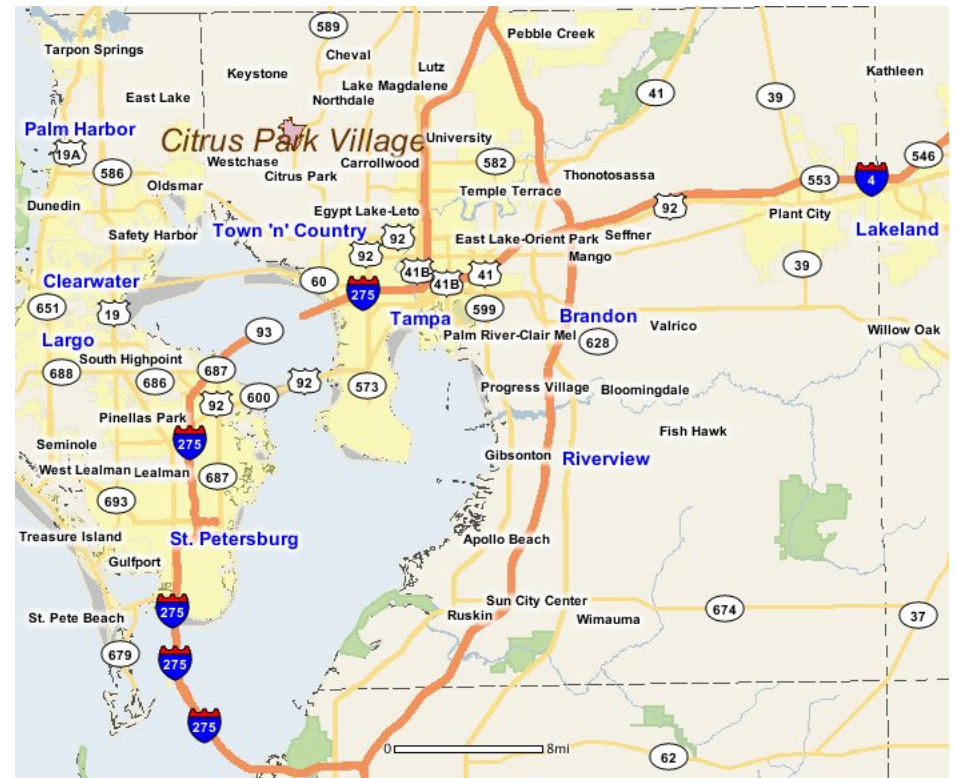 589
Pebble Creek
Tarpon Springs
Cheval
Lutz
Keystone
Kathleen
Lake Magdalene
41
39
East Lake
Northdale
Palm Harbor
Citrus Park Village
University
19A
546
Westchase
Carrollwood
582
586
Citrus Park
Thonotosassa
553
4
Oldsmar
Temple Terrace
Dunedin
Egypt Lake-Leto
92
Plant City
Safety Harbor
Town 'n' Country
92
East Lake-Orient Park
Seffner
Lakeland
92
Mango
39
41B
41
Clearwater
60
275
41B
651
19
599
Tampa
Brandon
Valrico
93
Palm River-Clair Mel
628
Willow Oak
Largo
South Highpoint
688
686
687
92
573
Progress Village
Bloomingdale
600
92
Pinellas Park
275
Seminole
Fish Hawk
Gibsonton
Riverview
West Lealman
Lealman
687
693
Treasure Island
St. Petersburg
Apollo Beach
Gulfport
Sun City Center
275
674
St. Pete Beach
Ruskin
Wimauma
37
679
275
275
0
8mi
62